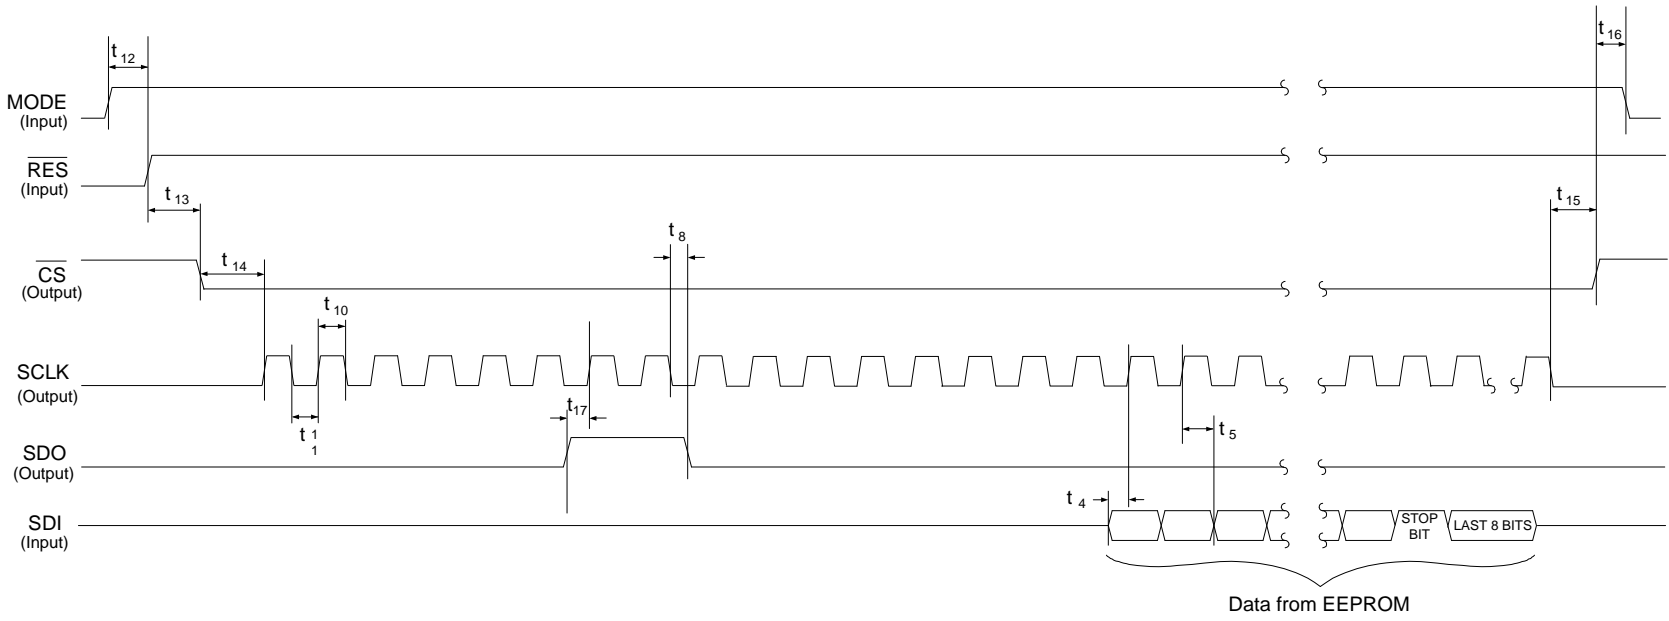 t 12
t 16
MODE
(Input)
RES
(Input)
t 13
t 15
t 8
t 14
CS
(Output)
t 10
SCLK
(Output)
t 17
t 1
1
t 5
SDO
(Output)
t 4
SDI
(Input)
STOP
BIT
LAST 8 BITS
Data from EEPROM